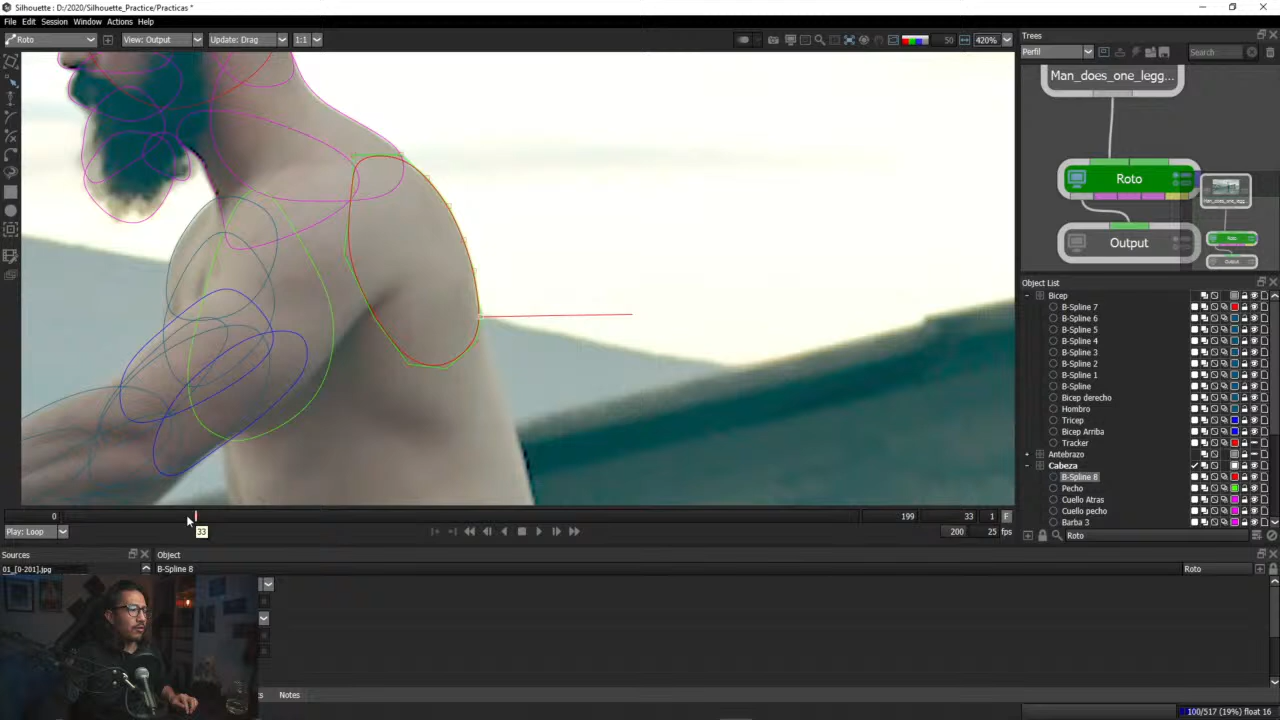 Silhouette : D:/2020/Silhouette_Practice/Practicas *
File Edit Session Window Actions Help
Roto View: Output Update: Drag 1:1 50 420%
Trees
Perfil Search
Man_does_one_legg...
Roto
Output
Object List
Bicep
B-Spline 7
B-Spline 6
B-Spline 5
B-Spline 4
B-Spline 3
B-Spline 2
B-Spline 1
B-Spline
Bicep derecho
Hombro
Tricep
Bicep Arriba
Tracker
Antebrazo
Cabeza
B-Spline 8
Pecho
Cuello Atras
Cuello pecho
Barba 3
Roto
0 199 33 1 F
33
Play: Loop 200 25 fps
Sources Object
01_[0-201].jpg B-Spline 8 Roto
Notes
100/517 (19%) float 16